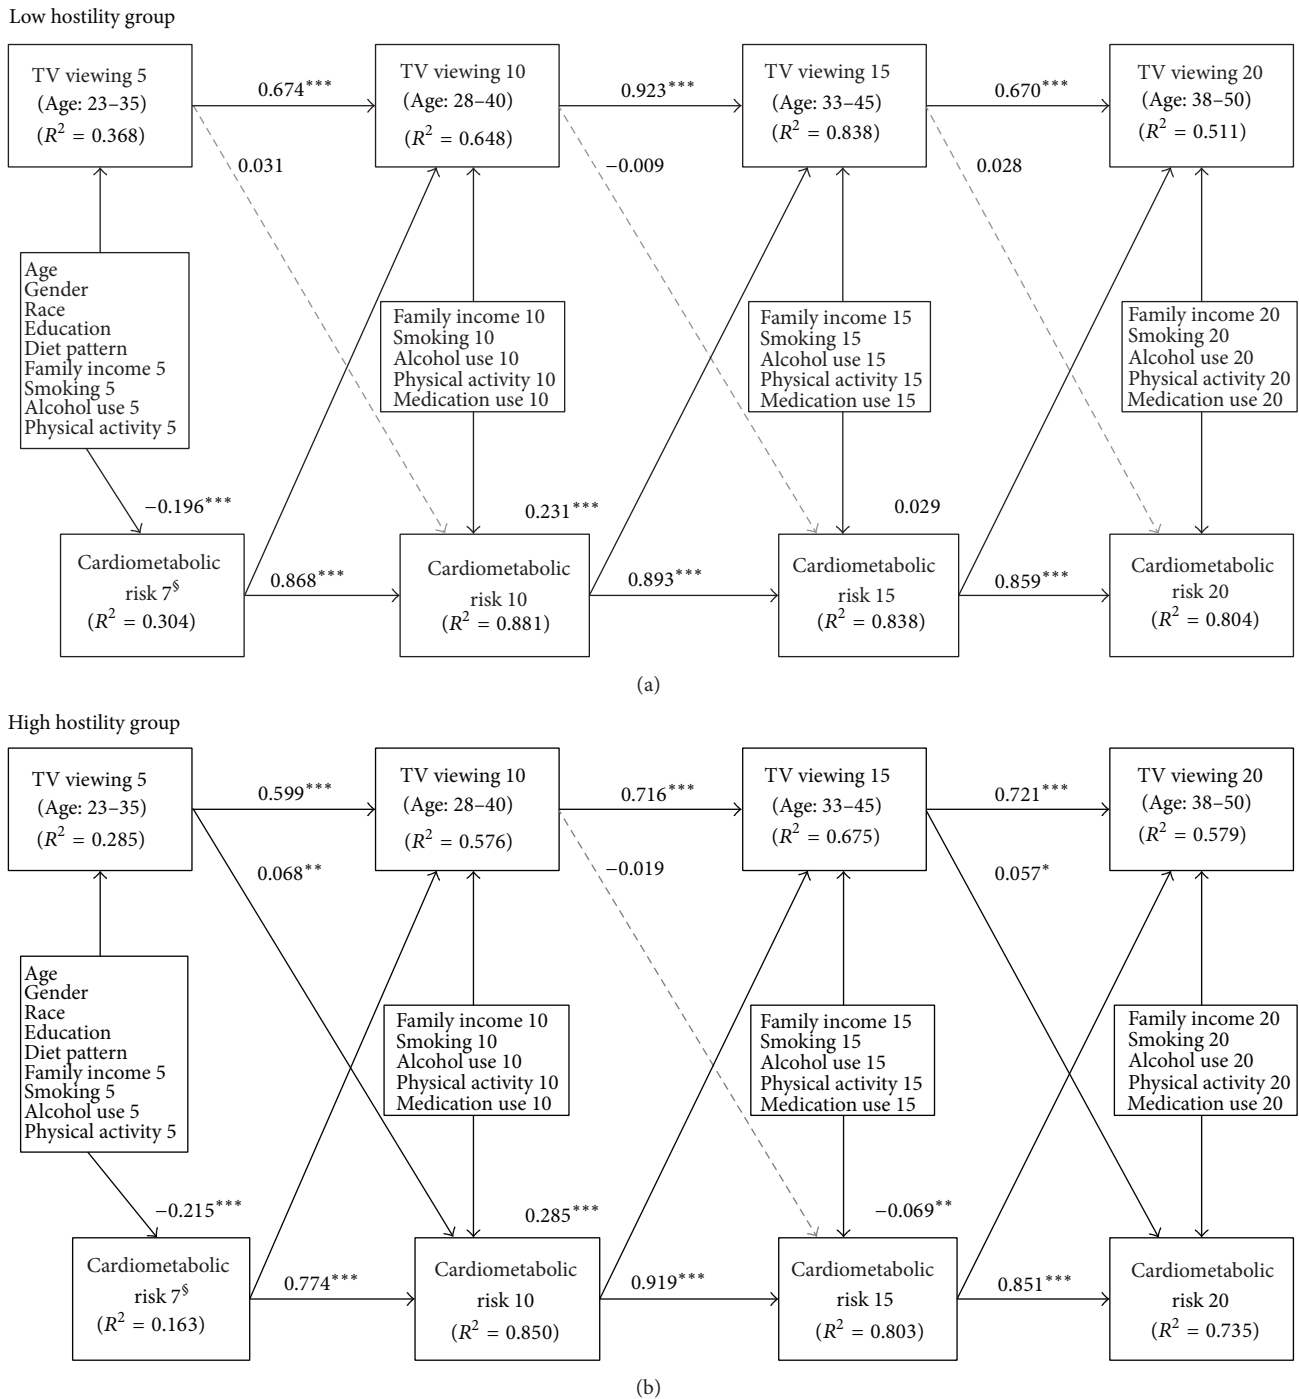 Low hostility group
TV viewing 5
(Age: 23–35)
(R² = 0.368)
0.674***
TV viewing 10
(Age: 28–40)
(R² = 0.648)
0.923***
TV viewing 15
(Age: 33–45)
(R² = 0.838)
0.670***
TV viewing 20
(Age: 38–50)
(R² = 0.511)
0.031
−0.009
0.028
Age
Gender
Race
Education
Diet pattern
Family income 5
Smoking 5
Alcohol use 5
Physical activity 5
Family income 10
Smoking 10
Alcohol use 10
Physical activity 10
Medication use 10
Family income 15
Smoking 15
Alcohol use 15
Physical activity 15
Medication use 15
Family income 20
Smoking 20
Alcohol use 20
Physical activity 20
Medication use 20
−0.196***
0.231***
0.029
Cardiometabolic
risk 7§
(R² = 0.304)
0.868***
Cardiometabolic
risk 10
(R² = 0.881)
0.893***
Cardiometabolic
risk 15
(R² = 0.838)
0.859***
Cardiometabolic
risk 20
(R² = 0.804)
(a)
High hostility group
TV viewing 5
(Age: 23–35)
(R² = 0.285)
0.599***
TV viewing 10
(Age: 28–40)
(R² = 0.576)
0.716***
TV viewing 15
(Age: 33–45)
(R² = 0.675)
0.721***
TV viewing 20
(Age: 38–50)
(R² = 0.579)
0.068**
−0.019
0.057*
Age
Gender
Race
Education
Diet pattern
Family income 5
Smoking 5
Alcohol use 5
Physical activity 5
Family income 10
Smoking 10
Alcohol use 10
Physical activity 10
Medication use 10
Family income 15
Smoking 15
Alcohol use 15
Physical activity 15
Medication use 15
Family income 20
Smoking 20
Alcohol use 20
Physical activity 20
Medication use 20
−0.215***
0.285***
−0.069**
Cardiometabolic
risk 7§
(R² = 0.163)
0.774***
Cardiometabolic
risk 10
(R² = 0.850)
0.919***
Cardiometabolic
risk 15
(R² = 0.803)
0.851***
Cardiometabolic
risk 20
(R² = 0.735)
(b)